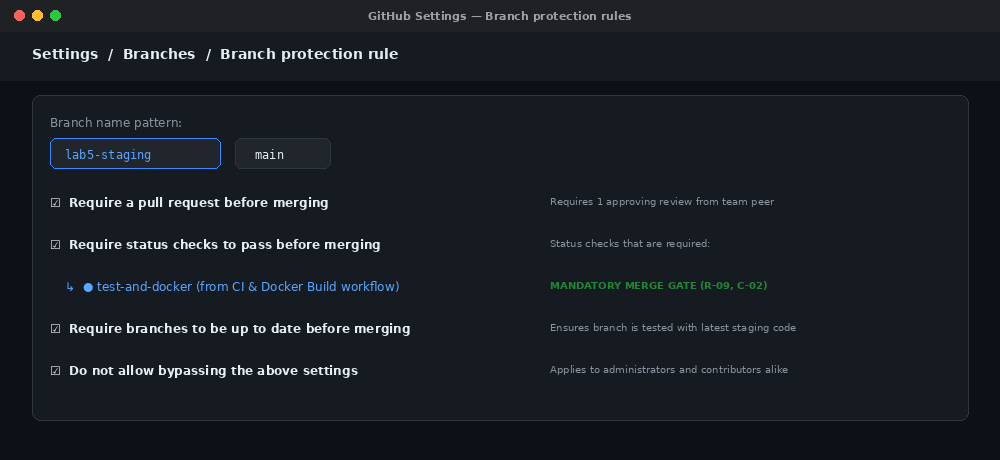 GitHub Settings — Branch protection rules
Settings / Branches / Branch protection rule
Branch name pattern:
lab5-staging main
☑ Require a pull request before merging Requires 1 approving review from team peer
☑ Require status checks to pass before merging Status checks that are required:
↳ ● test-and-docker (from CI & Docker Build workflow) MANDATORY MERGE GATE (R-09, C-02)
☑ Require branches to be up to date before merging Ensures branch is tested with latest staging code
☑ Do not allow bypassing the above settings Applies to administrators and contributors alike